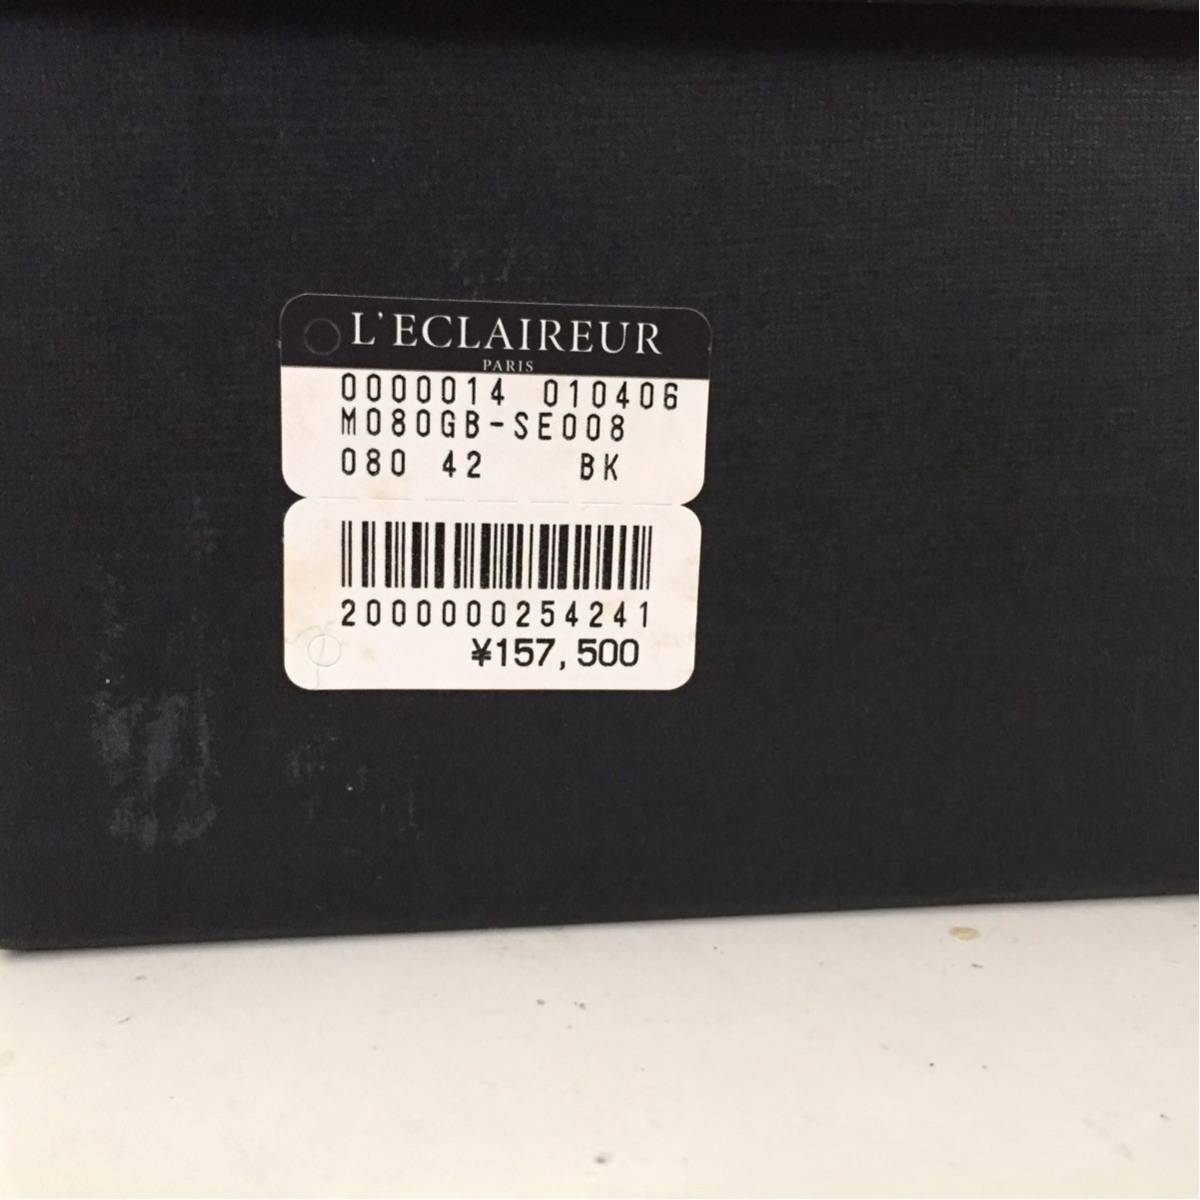 L'ECLAIREUR
PARIS
0000014 010406
M080GB-SE008
080 42 BK
2000000254241
¥157,500